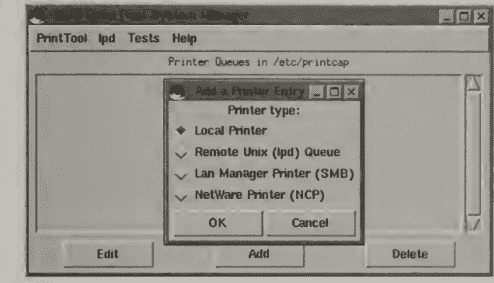 PrintTool lpd Tests Help
Printer Queues in /etc/printcap
Add a Printer Entry
Printer type:
Local Printer
Remote Unix (lpd) Queue
Lan Manager Printer (SMB)
NetWare Printer (NCP)
OK Cancel
Edit Add Delete